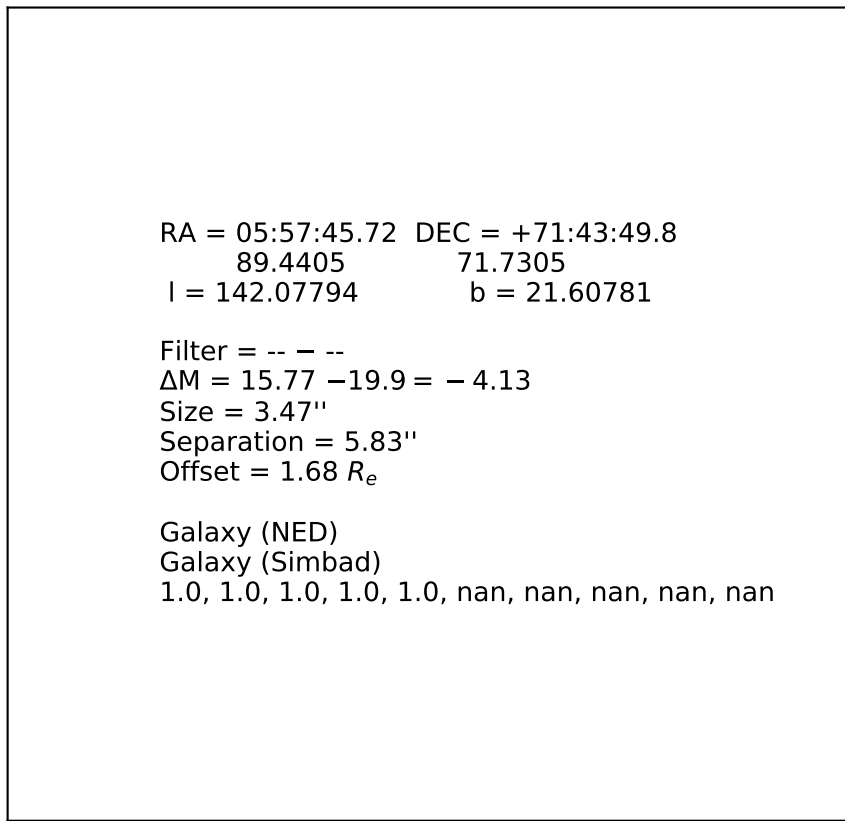 RA = 05:57:45.72 DEC = +71:43:49.8
89.4405 71.7305
l = 142.07794 b = 21.60781
Filter = -- − --
ΔM = 15.77 −19.9 = − 4.13
Size = 3.47''
Separation = 5.83''
Offset = 1.68 Re
Galaxy (NED)
Galaxy (Simbad)
1.0, 1.0, 1.0, 1.0, 1.0, nan, nan, nan, nan, nan